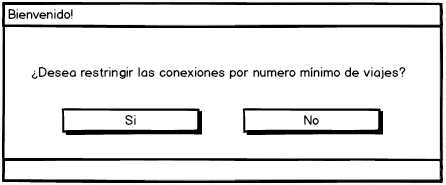 Bienvenido!
¿Desea restringir las conexiones por numero mínimo de viajes?
Si
No